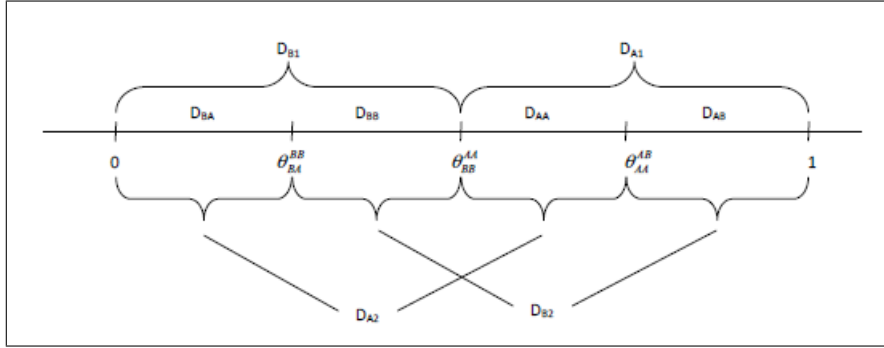 D_B1 D_A1
D_BA D_BB D_AA D_AB
0 θ_BA^BB θ_BB^AA θ_AA^AB 1
D_A2 D_B2